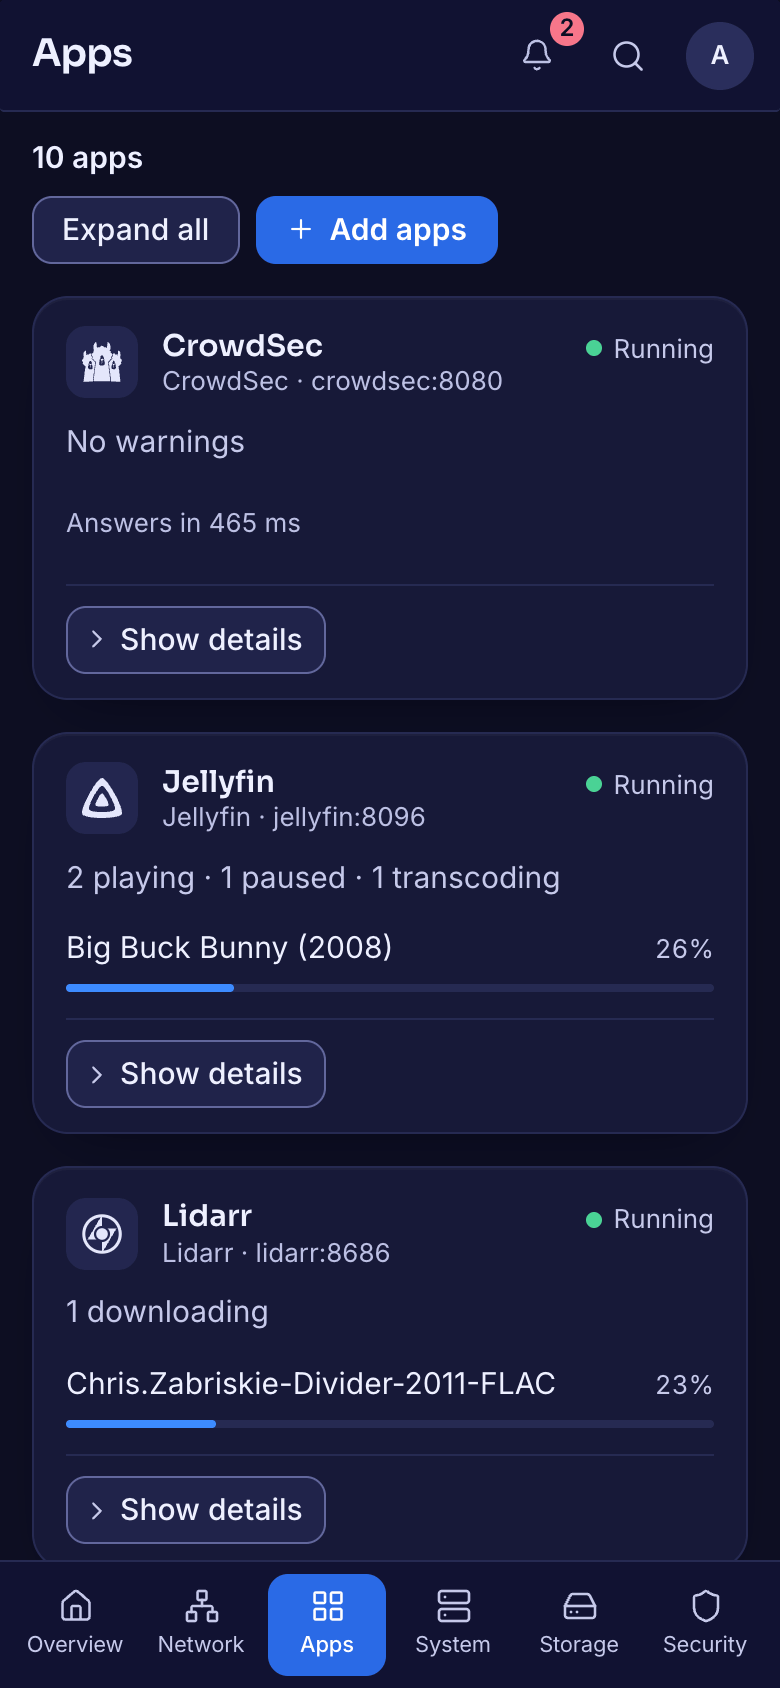 Apps
2
A
10 apps
Expand all
+ Add apps
CrowdSec
Running
CrowdSec · crowdsec:8080
No warnings
Answers in 465 ms
Show details
Jellyfin
Running
Jellyfin · jellyfin:8096
2 playing · 1 paused · 1 transcoding
Big Buck Bunny (2008)
26%
Show details
Lidarr
Running
Lidarr · lidarr:8686
1 downloading
Chris.Zabriskie-Divider-2011-FLAC
23%
Show details
Overview
Network
Apps
System
Storage
Security